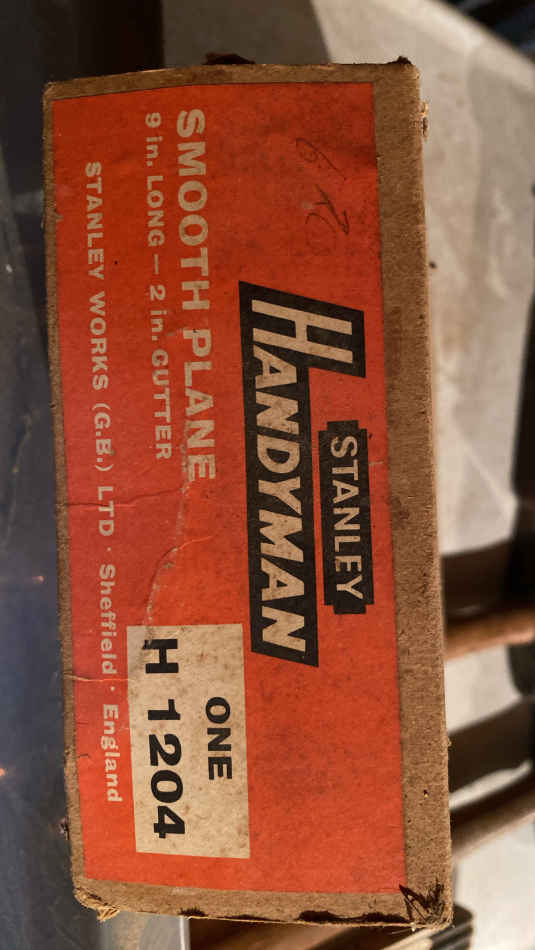 STANLEY
HANDYMAN
SMOOTH PLANE
9 in. LONG — 2 in. CUTTER
STANLEY WORKS (G.B.) LTD · Sheffield · England
ONE
H 1204